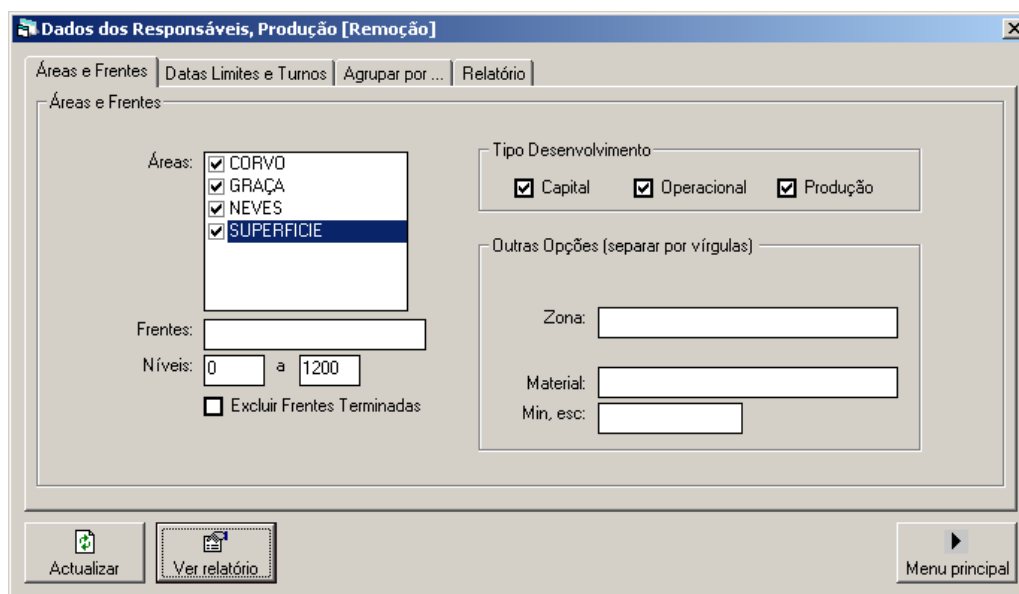 Dados dos Responsáveis, Produção [Remoção]
Áreas e Frentes
Datas Limites e Turnos
Agrupar por ...
Relatório
Áreas e Frentes
Áreas:
CORVO
GRAÇA
NEVES
SUPERFICIE
Frentes:
Níveis: 0 a 1200
Excluir Frentes Terminadas
Tipo Desenvolvimento
Capital
Operacional
Produção
Outras Opções (separar por vírgulas)
Zona:
Material:
Min, esc:
Actualizar
Ver relatório
Menu principal